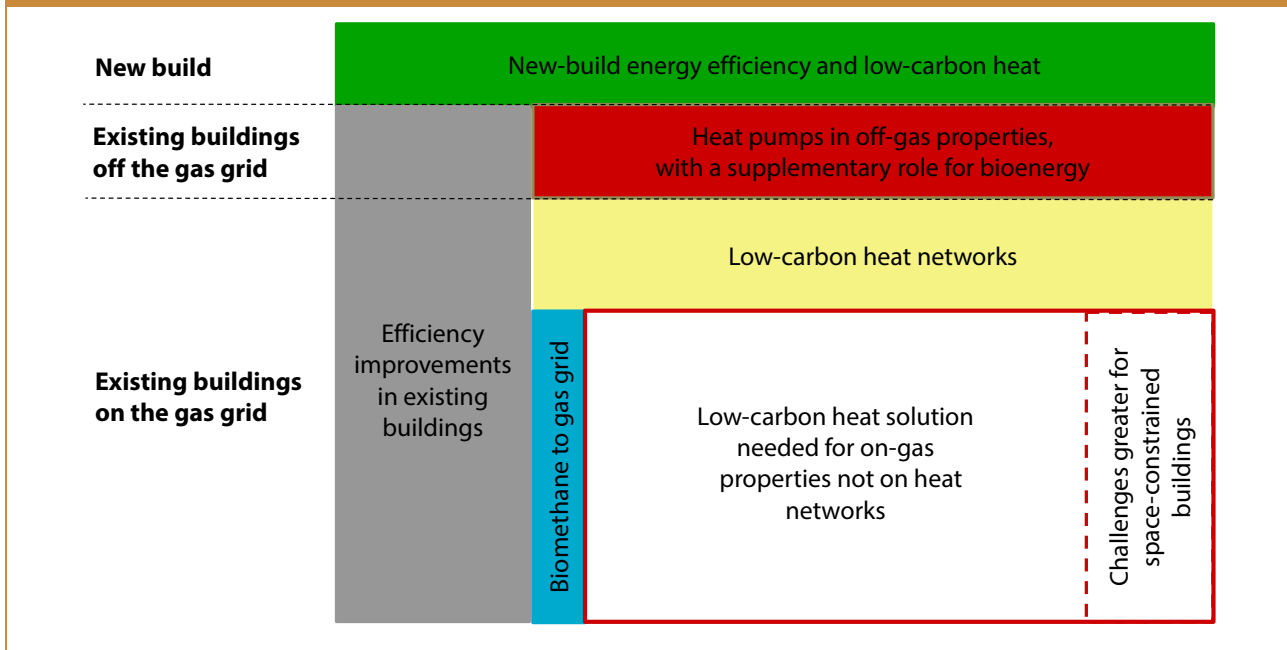 New build
New-build energy efficiency and low-carbon heat
Existing buildings
off the gas grid
Heat pumps in off-gas properties,
with a supplementary role for bioenergy
Low-carbon heat networks
Existing buildings
on the gas grid
Efficiency
improvements
in existing
buildings
Biomethane to gas grid
Low-carbon heat solution
needed for on-gas
properties not on heat
networks
Challenges greater for
space-constrained
buildings